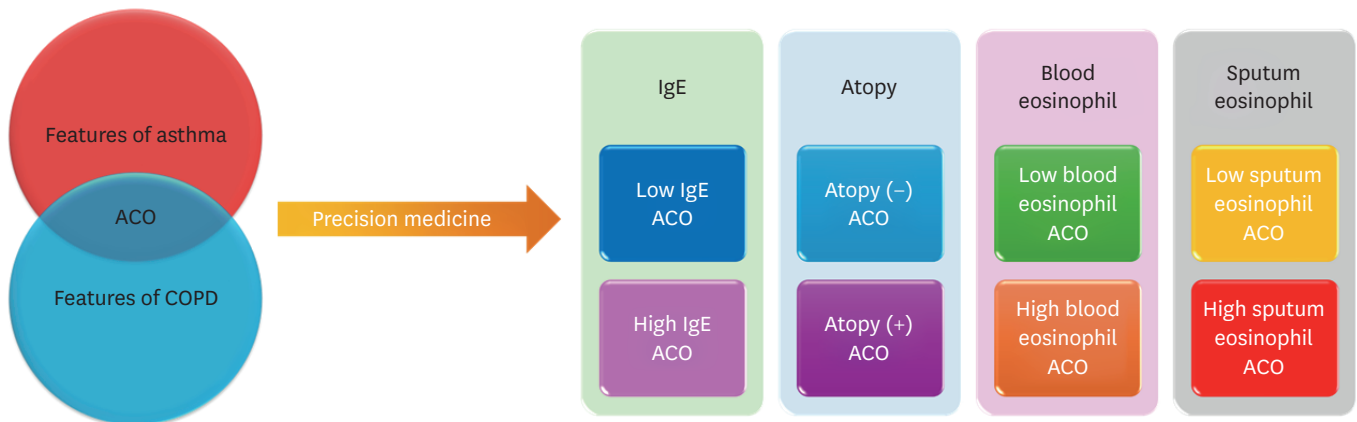 Features of asthma
ACO
Features of COPD
Precision medicine
IgE
Low IgE
ACO
High IgE
ACO
Atopy
Atopy (−)
ACO
Atopy (+)
ACO
Blood
eosinophil
Low blood
eosinophil
ACO
High blood
eosinophil
ACO
Sputum
eosinophil
Low sputum
eosinophil
ACO
High sputum
eosinophil
ACO